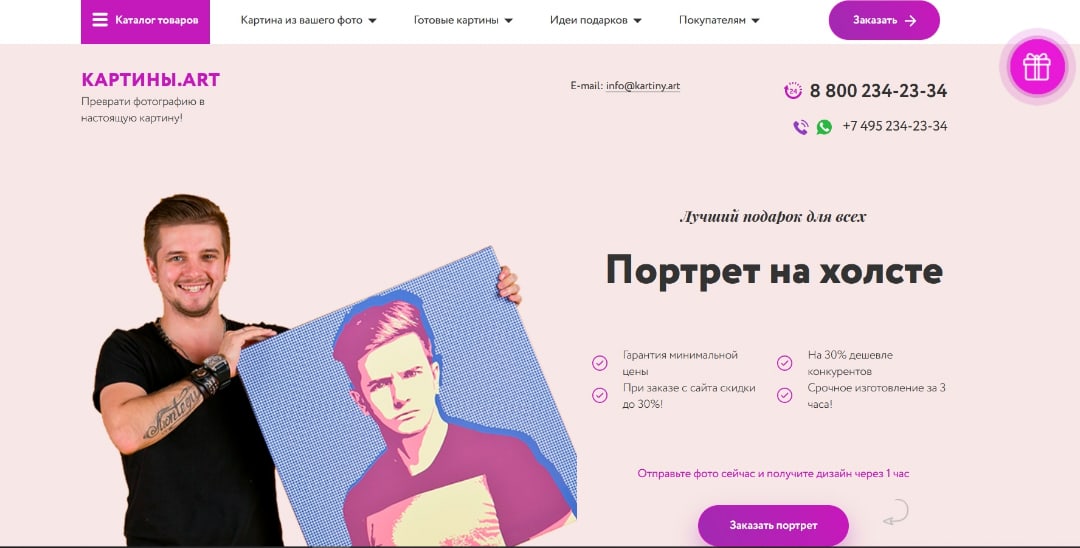 Каталог товаров
Картина из вашего фото
Готовые картины
Идеи подарков
Покупателям
Заказать
КАРТИНЫ.ART
Преврати фотографию в
настоящую картину!
E-mail: info@kartiny.art
24
8 800 234-23-34
+7 495 234-23-34
Лучший подарок для всех
Портрет на холсте
Гарантия минимальной
цены
На 30% дешевле
конкурентов
При заказе с сайта скидки
до 30%!
Срочное изготовление за 3
часа!
Отправьте фото сейчас и получите дизайн через 1 час
Заказать портрет